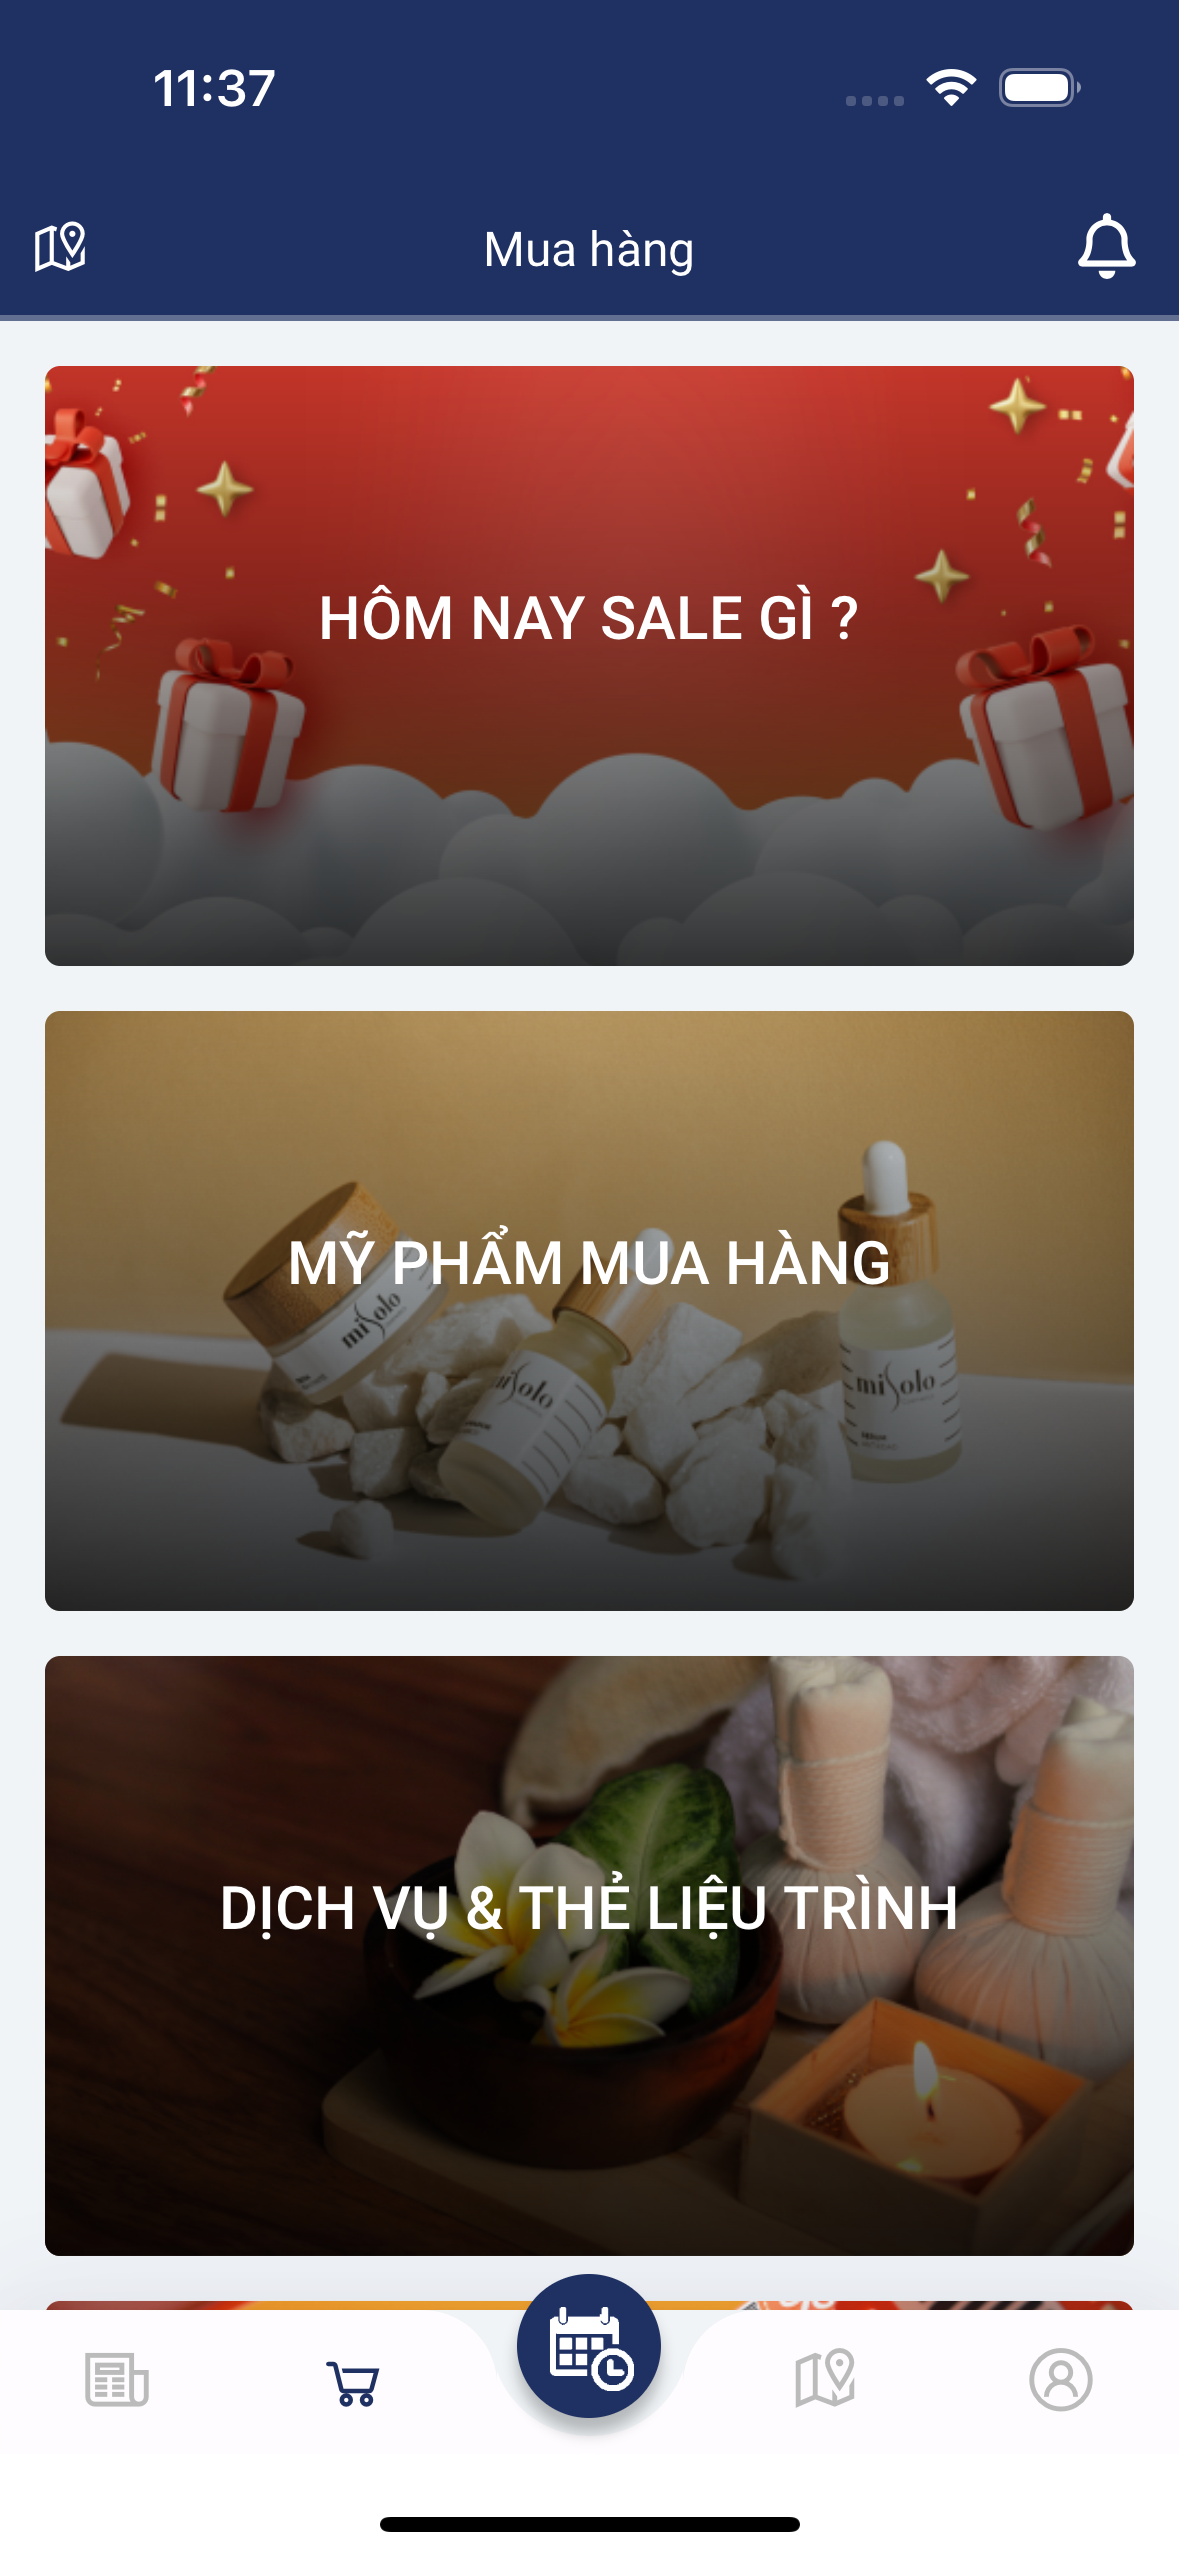 11:37
Mua hàng
HÔM NAY SALE GÌ ?
MỸ PHẨM MUA HÀNG
misolo
misolo
misolo
SERUM
DỊCH VỤ & THẺ LIỆU TRÌNH